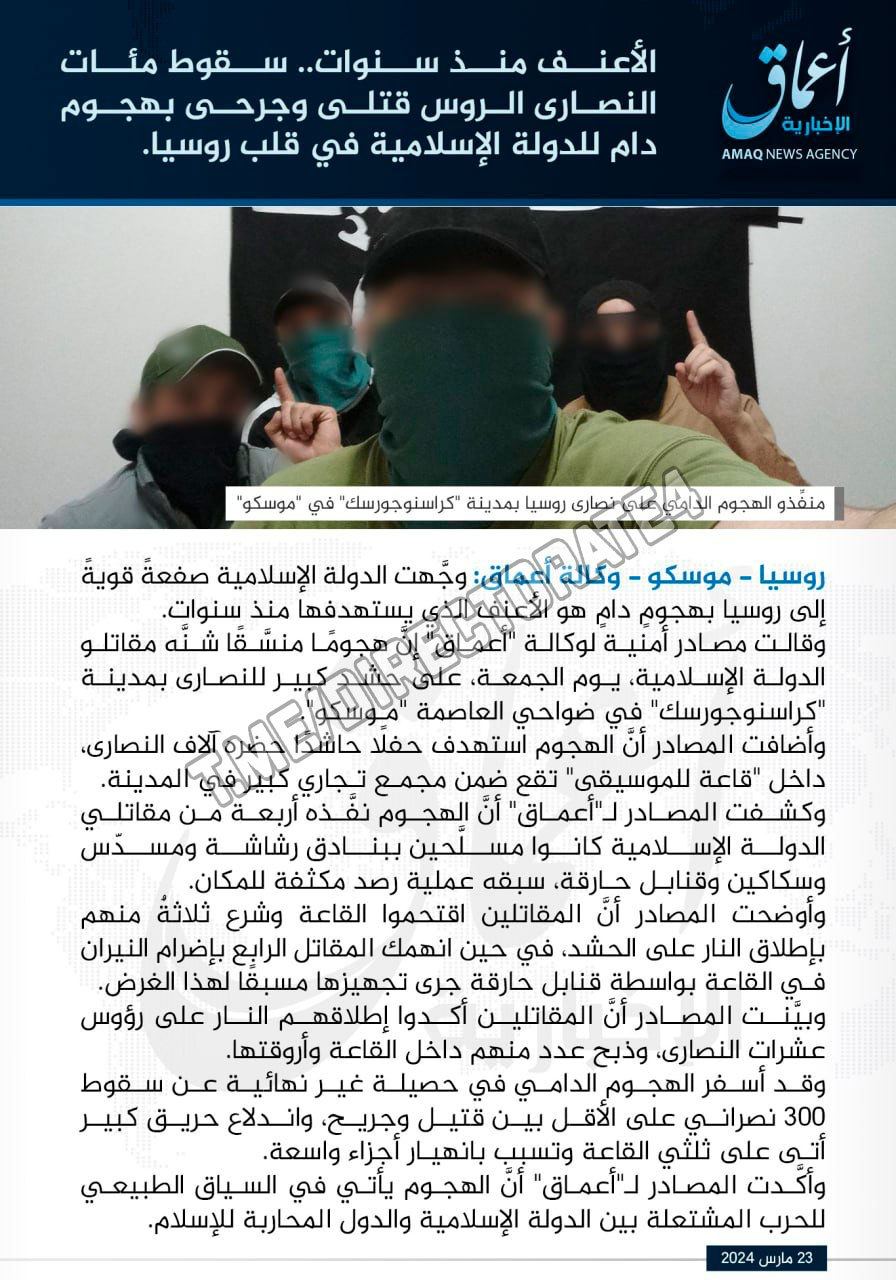 أعماق
الإخبارية
AMAQ NEWS AGENCY
الأعنف منذ سنوات.. سقوط مئات
النصارى الروس قتلى وجرحى بهجوم
دام للدولة الإسلامية في قلب روسيا.
منفِّذو الهجوم الدامي على نصارى روسيا بمدينة "كراسنوجورسك" في "موسكو"
T.ME/DIRECTORATE4
روسيا - موسكو - وكالة أعماق: وجَّهت الدولة الإسلامية صفعةً قويةً
إلى روسيا بهجومٍ دامٍ هو الأعنف الذي يستهدفها منذ سنوات.
وقالت مصادر أمنية لوكالة "أعماق" إنَّ هجومًا منسَّقًا شنَّه مقاتلو
الدولة الإسلامية، يوم الجمعة، على حشد كبير للنصارى بمدينة
"كراسنوجورسك" في ضواحي العاصمة "موسكو".
وأضافت المصادر أنَّ الهجوم استهدف حفلًا حاشدًا حضره آلاف النصارى،
داخل "قاعة للموسيقى" تقع ضمن مجمع تجاري كبير في المدينة.
وكشفت المصادر لـ"أعماق" أنَّ الهجوم نفَّذه أربعة من مقاتلي
الدولة الإسلامية كانوا مسلَّحين ببنادق رشاشة ومسدّس
وسكاكين وقنابل حارقة، سبقه عملية رصد مكثفة للمكان.
وأوضحت المصادر أنَّ المقاتلين اقتحموا القاعة وشرع ثلاثةُ منهم
بإطلاق النار على الحشد، في حين انهمك المقاتل الرابع بإضرام النيران
في القاعة بواسطة قنابل حارقة جرى تجهيزها مسبقًا لهذا الغرض.
وبيَّنت المصادر أنَّ المقاتلين أكدوا إطلاقهم النار على رؤوس
عشرات النصارى، وذبح عدد منهم داخل القاعة وأروقتها.
وقد أسفر الهجوم الدامي في حصيلة غير نهائية عن سقوط
300 نصراني على الأقل بين قتيل وجريح، واندلاع حريق كبير
أتى على ثلثي القاعة وتسبب بانهيار أجزاء واسعة.
وأكَّدت المصادر لـ"أعماق" أنَّ الهجوم يأتي في السياق الطبيعي
للحرب المشتعلة بين الدولة الإسلامية والدول المحاربة للإسلام.
23 مارس 2024